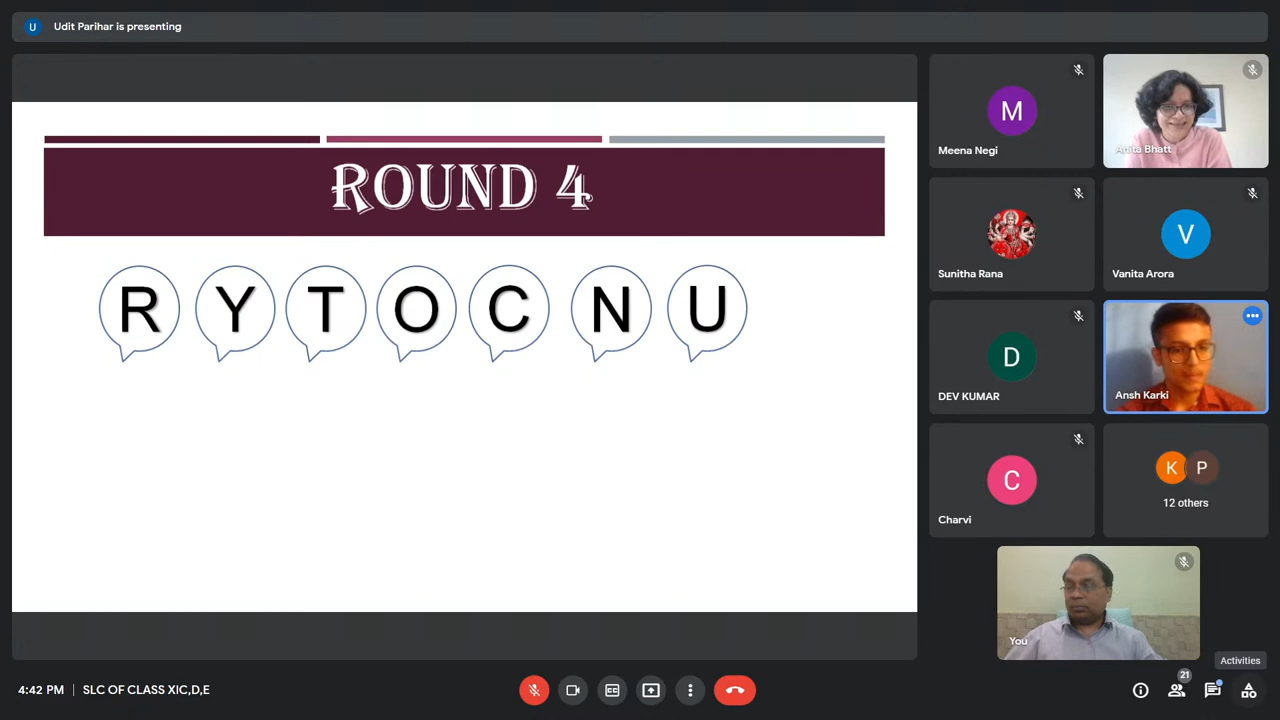 U Udit Parihar is presenting
ROUND 4
R Y T O C N U
M
Meena Negi
Anita Bhatt
Sunitha Rana
V
Vanita Arora
D
DEV KUMAR
Ansh Karki
C
Charvi
K P
12 others
You
Activities
4:42 PM | SLC OF CLASS XIC,D,E
CC
21